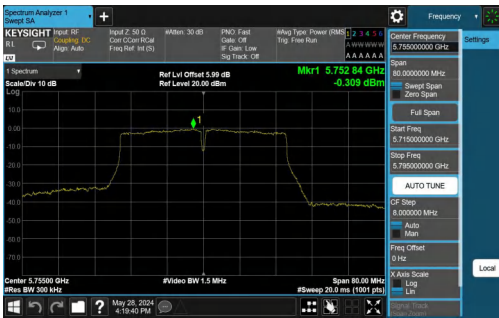 Spectrum Analyzer 1
Swept SA
Frequency
KEYSIGHT
Input: RF
Input Z: 50 Ω
#Atten: 30 dB
PNO: Fast
#Avg Type: Power (RMS
1 2 3 4 5 6
RL
Coupling: DC
Corr CCorr RCal
Gate: Off
Trig: Free Run
A WWWWW
Align: Auto
Freq Ref: Int (S)
IF Gain: Low
A A A A A A
Sig Track: Off
LV
1 Spectrum
Ref Lvl Offset 5.99 dB
Mkr1 5.752 84 GHz
Scale/Div 10 dB
Ref Level 20.00 dBm
-0.309 dBm
Log
10.0
0.00
-10.0
-20.0
-30.0
-40.0
-50.0
-60.0
-70.0
1
Center 5.75500 GHz
#Video BW 1.5 MHz
Span 80.00 MHz
#Res BW 300 kHz
#Sweep 20.0 ms (1001 pts)
May 28, 2024
4:19:40 PM
?
Center Frequency
5.755000000 GHz
Settings
Span
80.0000000 MHz
Swept Span
Zero Span
Full Span
Start Freq
5.715000000 GHz
Stop Freq
5.795000000 GHz
AUTO TUNE
CF Step
8.000000 MHz
Auto
Man
Freq Offset
0 Hz
X Axis Scale
Log
Lin
Local
Signal Track